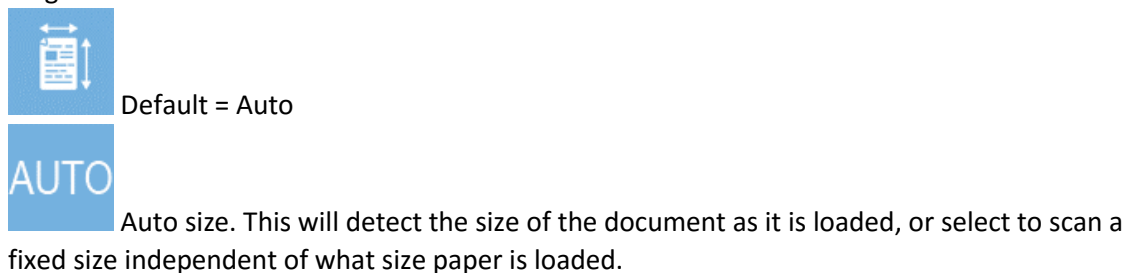 Default = Auto
AUTO
Auto size. This will detect the size of the document as it is loaded, or select to scan a
fixed size independent of what size paper is loaded.